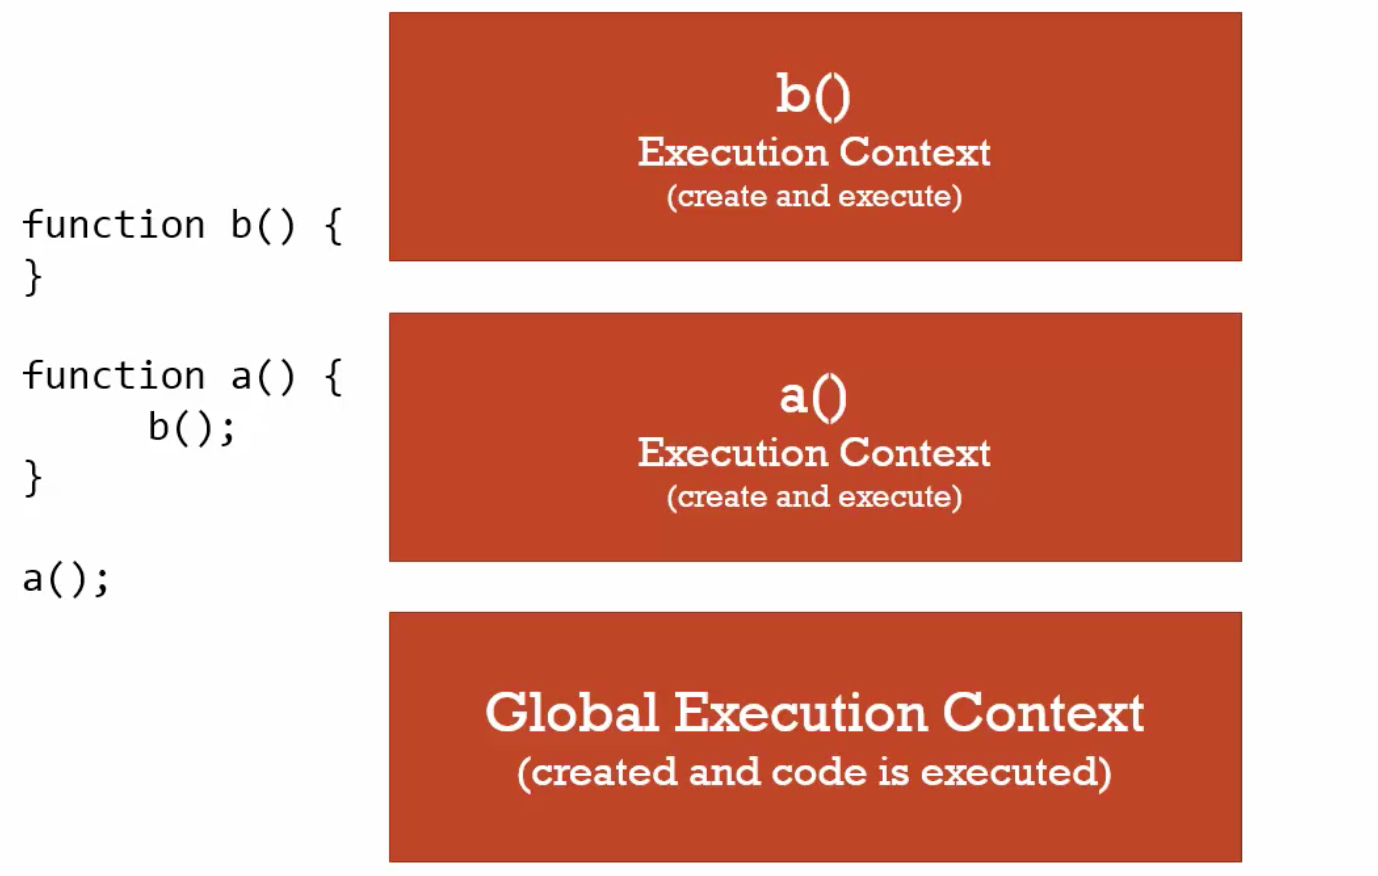 function b() {
}
function a() {
b();
}
a();
b()
Execution Context
(create and execute)
a()
Execution Context
(create and execute)
Global Execution Context
(created and code is executed)